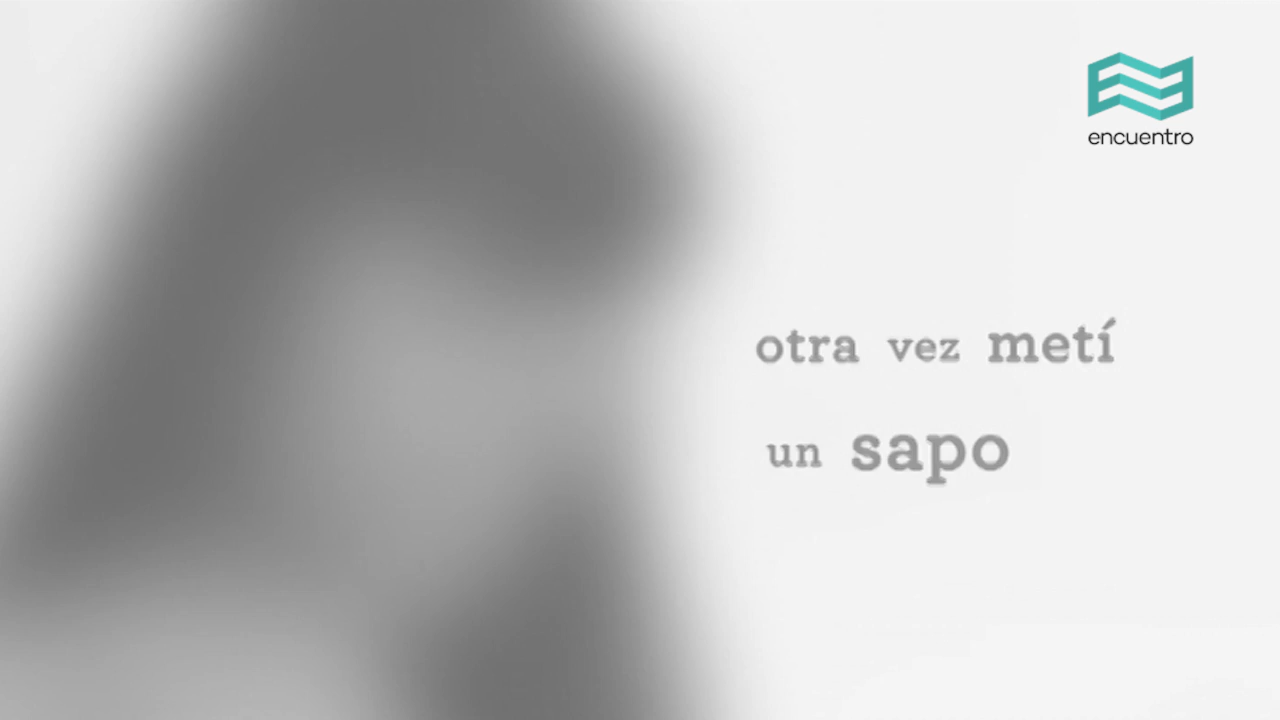 encuentro
otra vez metí
un sapo